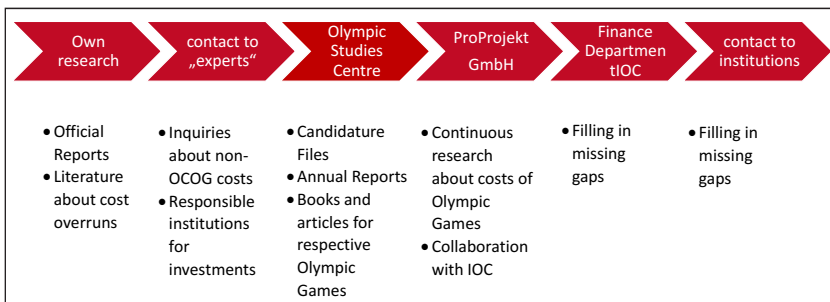 Own
research
contact to
„experts“
Olympic
Studies
Centre
ProProjekt
GmbH
Finance
Departmen
tIOC
contact to
institutions
• Official
Reports
• Literature
about cost
overruns
• Inquiries
about non-
OCOG costs
• Responsible
institutions
for
investments
• Candidature
Files
• Annual Reports
• Books and
articles for
respective
Olympic
Games
• Continuous
research
about costs of
Olympic
Games
• Collaboration
with IOC
• Filling in
missing
gaps
• Filling in
missing
gaps